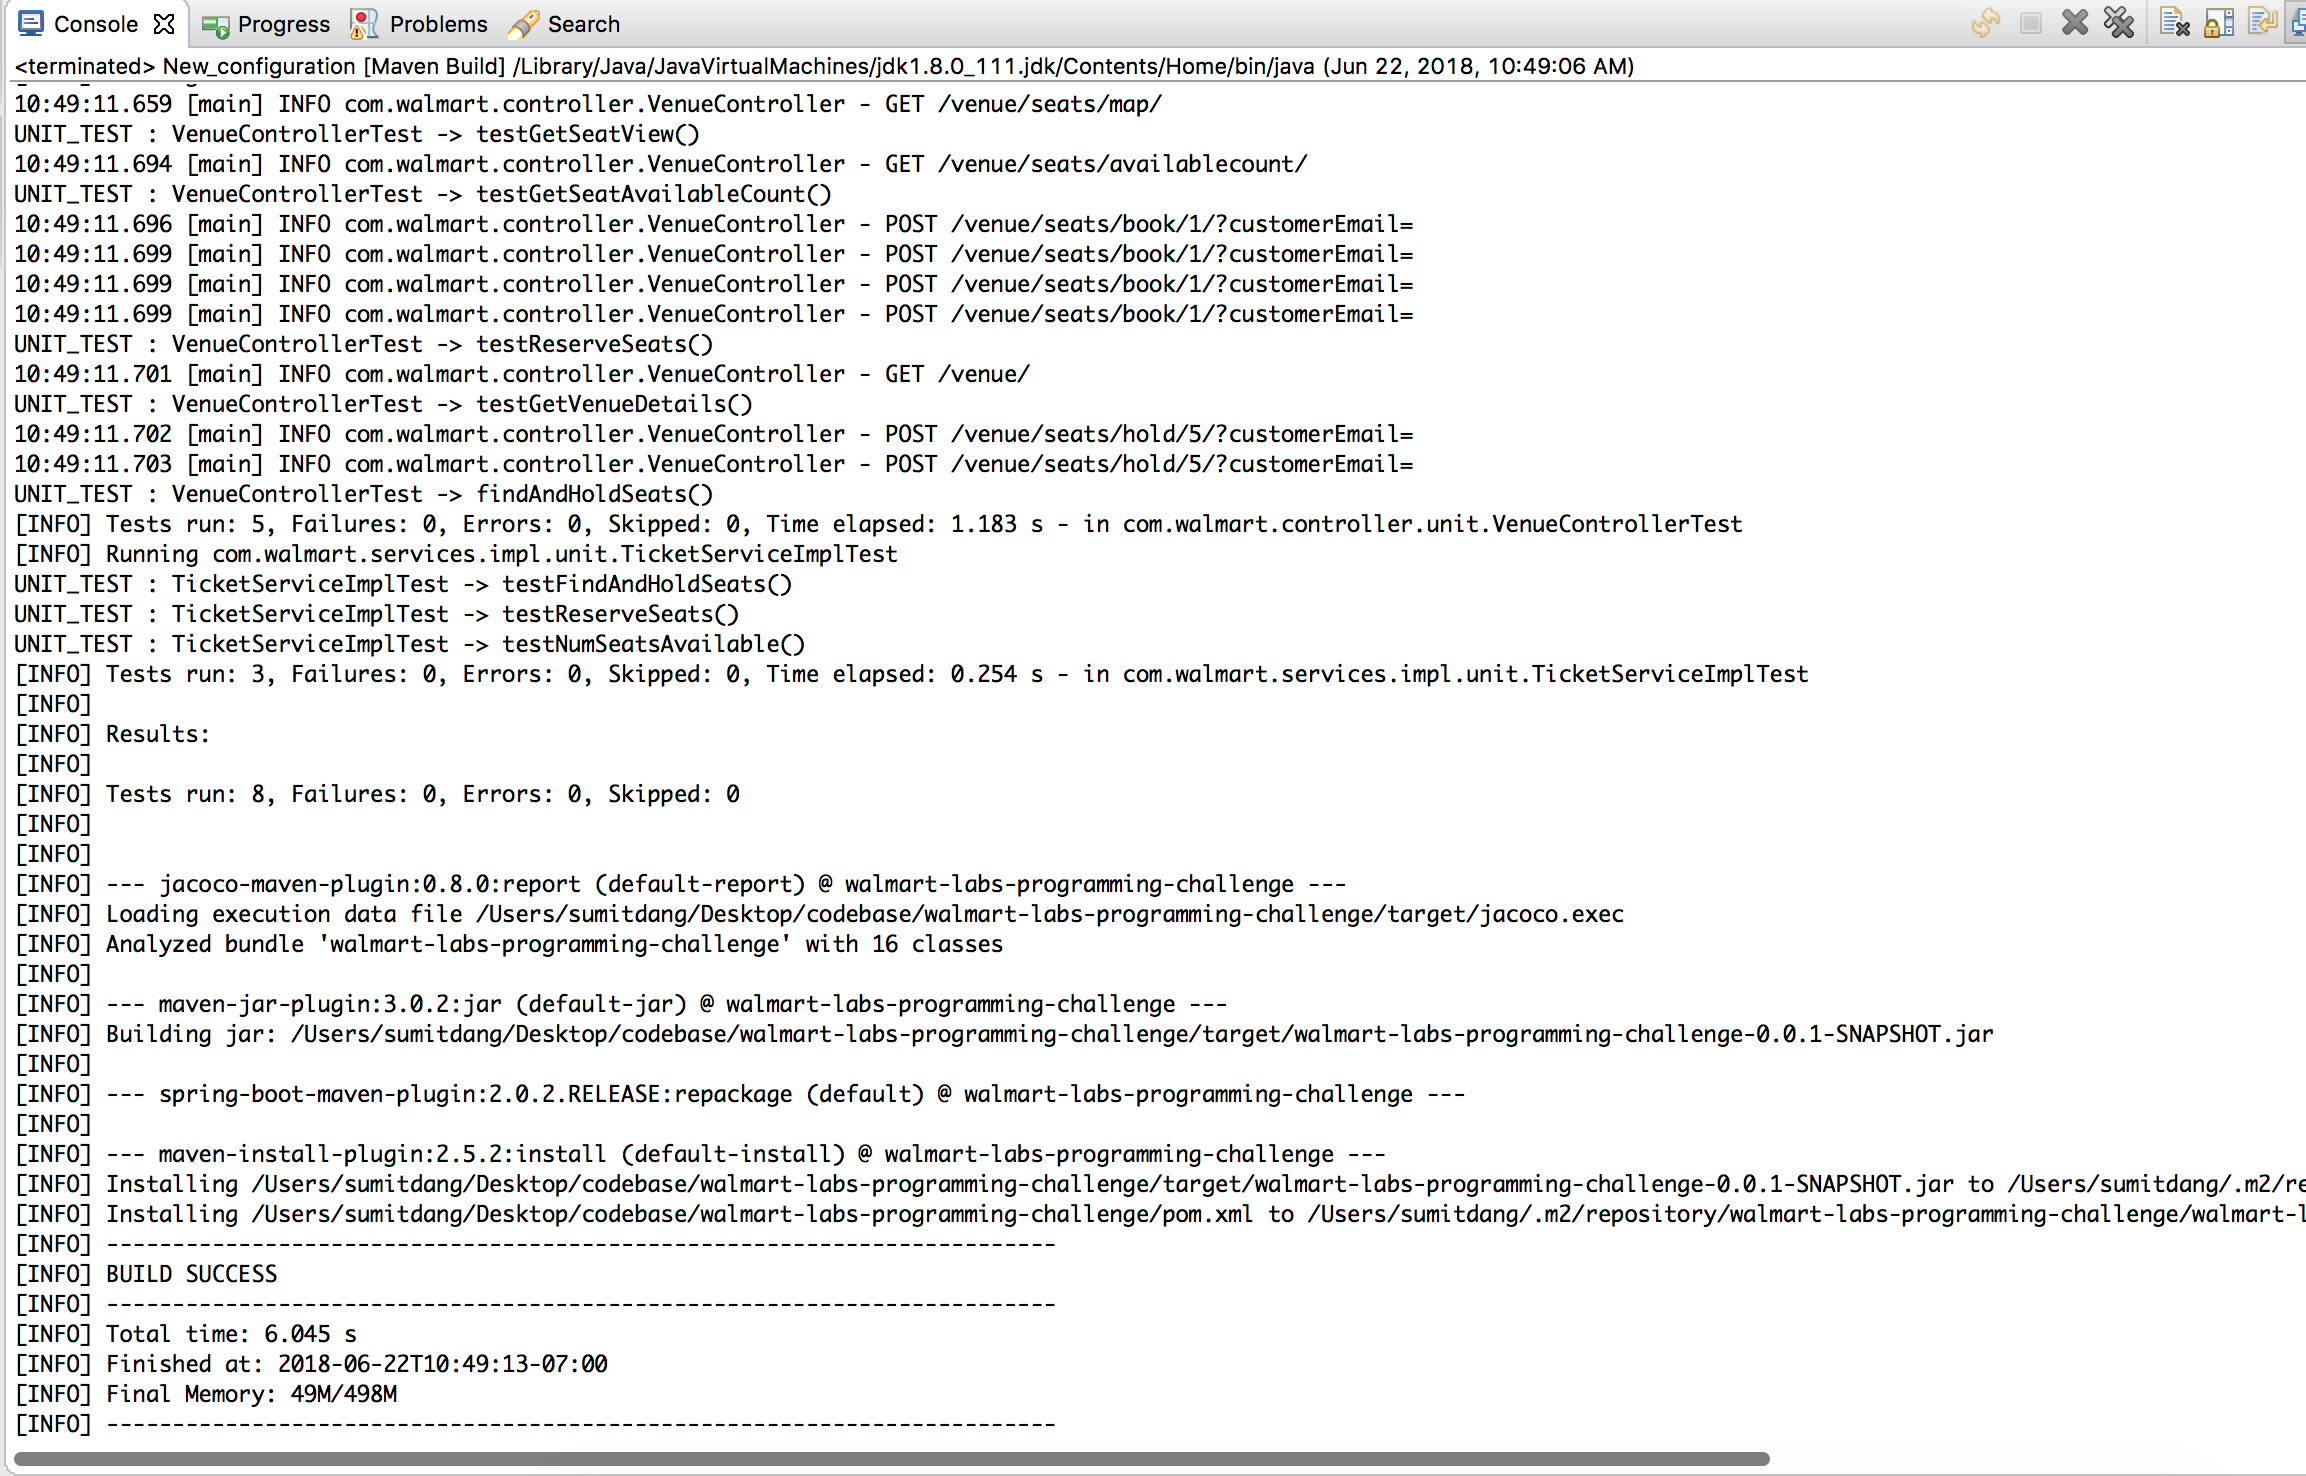 Console Progress Problems Search
<terminated> New_configuration [Maven Build] /Library/Java/JavaVirtualMachines/jdk1.8.0_111.jdk/Contents/Home/bin/java (Jun 22, 2018, 10:49:06 AM)
10:49:11.659 [main] INFO com.walmart.controller.VenueController - GET /venue/seats/map/
UNIT_TEST : VenueControllerTest -> testGetSeatView()
10:49:11.694 [main] INFO com.walmart.controller.VenueController - GET /venue/seats/availablecount/
UNIT_TEST : VenueControllerTest -> testGetSeatAvailableCount()
10:49:11.696 [main] INFO com.walmart.controller.VenueController - POST /venue/seats/book/1/?customerEmail=
10:49:11.699 [main] INFO com.walmart.controller.VenueController - POST /venue/seats/book/1/?customerEmail=
10:49:11.699 [main] INFO com.walmart.controller.VenueController - POST /venue/seats/book/1/?customerEmail=
10:49:11.699 [main] INFO com.walmart.controller.VenueController - POST /venue/seats/book/1/?customerEmail=
UNIT_TEST : VenueControllerTest -> testReserveSeats()
10:49:11.701 [main] INFO com.walmart.controller.VenueController - GET /venue/
UNIT_TEST : VenueControllerTest -> testGetVenueDetails()
10:49:11.702 [main] INFO com.walmart.controller.VenueController - POST /venue/seats/hold/5/?customerEmail=
10:49:11.703 [main] INFO com.walmart.controller.VenueController - POST /venue/seats/hold/5/?customerEmail=
UNIT_TEST : VenueControllerTest -> findAndHoldSeats()
[INFO] Tests run: 5, Failures: 0, Errors: 0, Skipped: 0, Time elapsed: 1.183 s - in com.walmart.controller.unit.VenueControllerTest
[INFO] Running com.walmart.services.impl.unit.TicketServiceImplTest
UNIT_TEST : TicketServiceImplTest -> testFindAndHoldSeats()
UNIT_TEST : TicketServiceImplTest -> testReserveSeats()
UNIT_TEST : TicketServiceImplTest -> testNumSeatsAvailable()
[INFO] Tests run: 3, Failures: 0, Errors: 0, Skipped: 0, Time elapsed: 0.254 s - in com.walmart.services.impl.unit.TicketServiceImplTest
[INFO]
[INFO] Results:
[INFO]
[INFO] Tests run: 8, Failures: 0, Errors: 0, Skipped: 0
[INFO]
[INFO]
[INFO] --- jacoco-maven-plugin:0.8.0:report (default-report) @ walmart-labs-programming-challenge ---
[INFO] Loading execution data file /Users/sumitdang/Desktop/codebase/walmart-labs-programming-challenge/target/jacoco.exec
[INFO] Analyzed bundle 'walmart-labs-programming-challenge' with 16 classes
[INFO]
[INFO] --- maven-jar-plugin:3.0.2:jar (default-jar) @ walmart-labs-programming-challenge ---
[INFO] Building jar: /Users/sumitdang/Desktop/codebase/walmart-labs-programming-challenge/target/walmart-labs-programming-challenge-0.0.1-SNAPSHOT.jar
[INFO]
[INFO] --- spring-boot-maven-plugin:2.0.2.RELEASE:repackage (default) @ walmart-labs-programming-challenge ---
[INFO]
[INFO] --- maven-install-plugin:2.5.2:install (default-install) @ walmart-labs-programming-challenge ---
[INFO] Installing /Users/sumitdang/Desktop/codebase/walmart-labs-programming-challenge/target/walmart-labs-programming-challenge-0.0.1-SNAPSHOT.jar to /Users/sumitdang/.m2/re
[INFO] Installing /Users/sumitdang/Desktop/codebase/walmart-labs-programming-challenge/pom.xml to /Users/sumitdang/.m2/repository/walmart-labs-programming-challenge/walmart-l
[INFO] ------------------------------------------------------------------------
[INFO] BUILD SUCCESS
[INFO] ------------------------------------------------------------------------
[INFO] Total time: 6.045 s
[INFO] Finished at: 2018-06-22T10:49:13-07:00
[INFO] Final Memory: 49M/498M
[INFO] ------------------------------------------------------------------------